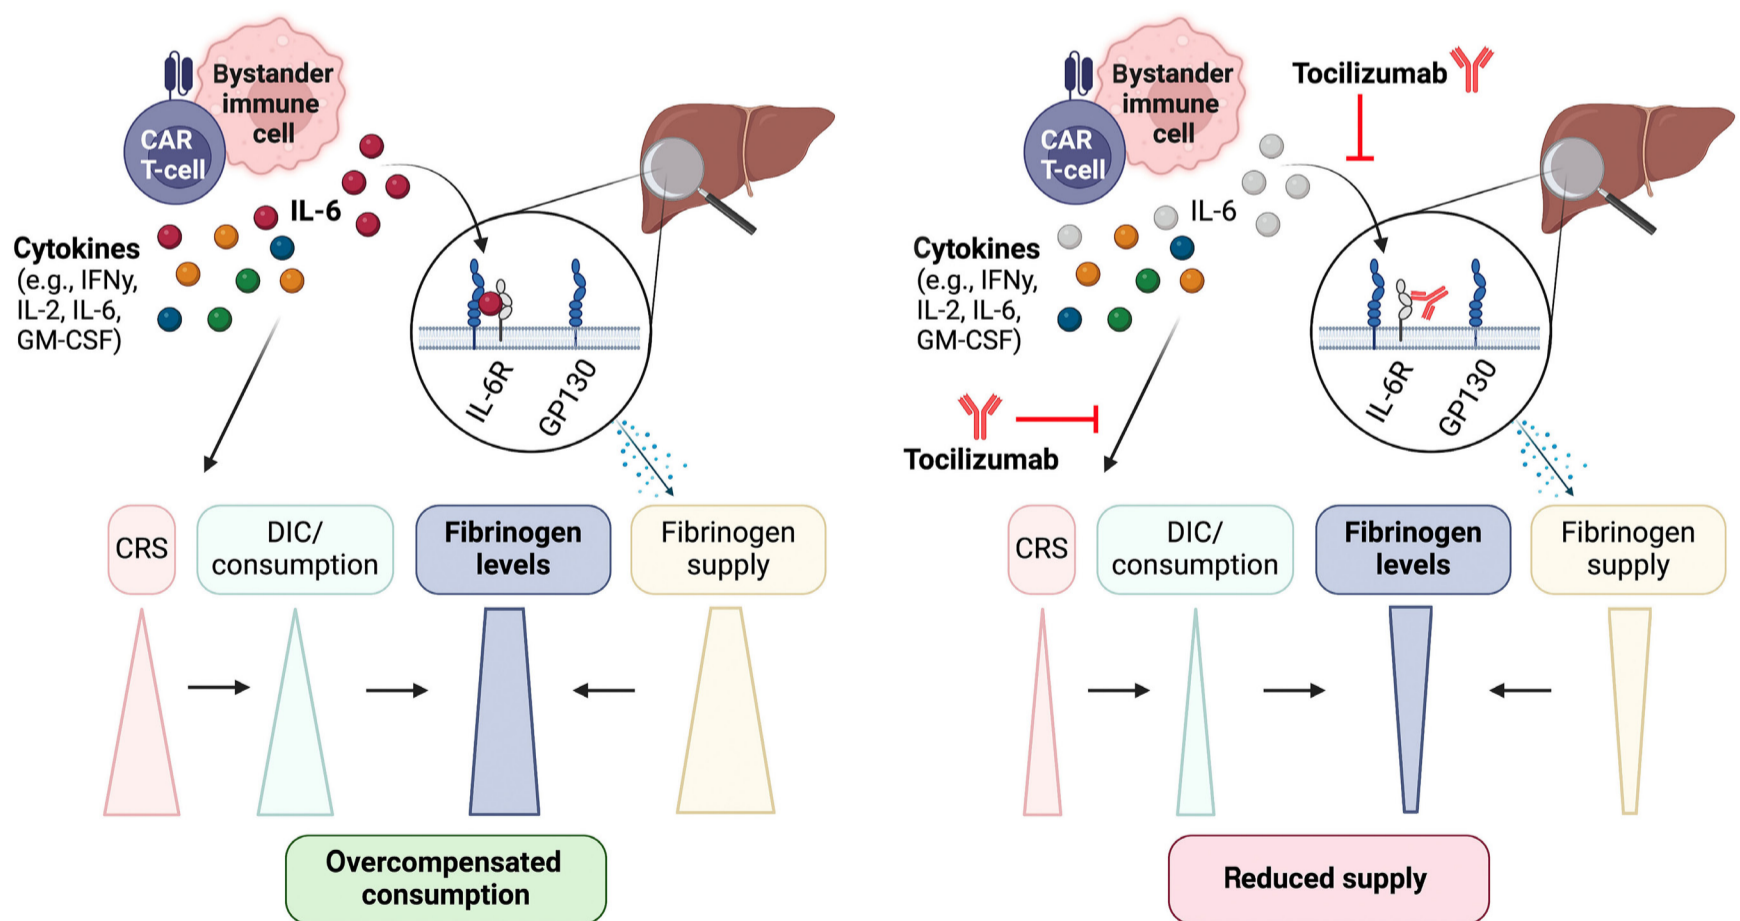 Bystander
immune
cell
CAR
T-cell
IL-6
Cytokines
(e.g., IFNy,
IL-2, IL-6,
GM-CSF)
IL-6R
GP130
CRS
DIC/
consumption
Fibrinogen
levels
Fibrinogen
supply
Overcompensated
consumption
Bystander
immune
cell
CAR
T-cell
Tocilizumab
IL-6
Cytokines
(e.g., IFNy,
IL-2, IL-6,
GM-CSF)
IL-6R
GP130
Tocilizumab
CRS
DIC/
consumption
Fibrinogen
levels
Fibrinogen
supply
Reduced supply